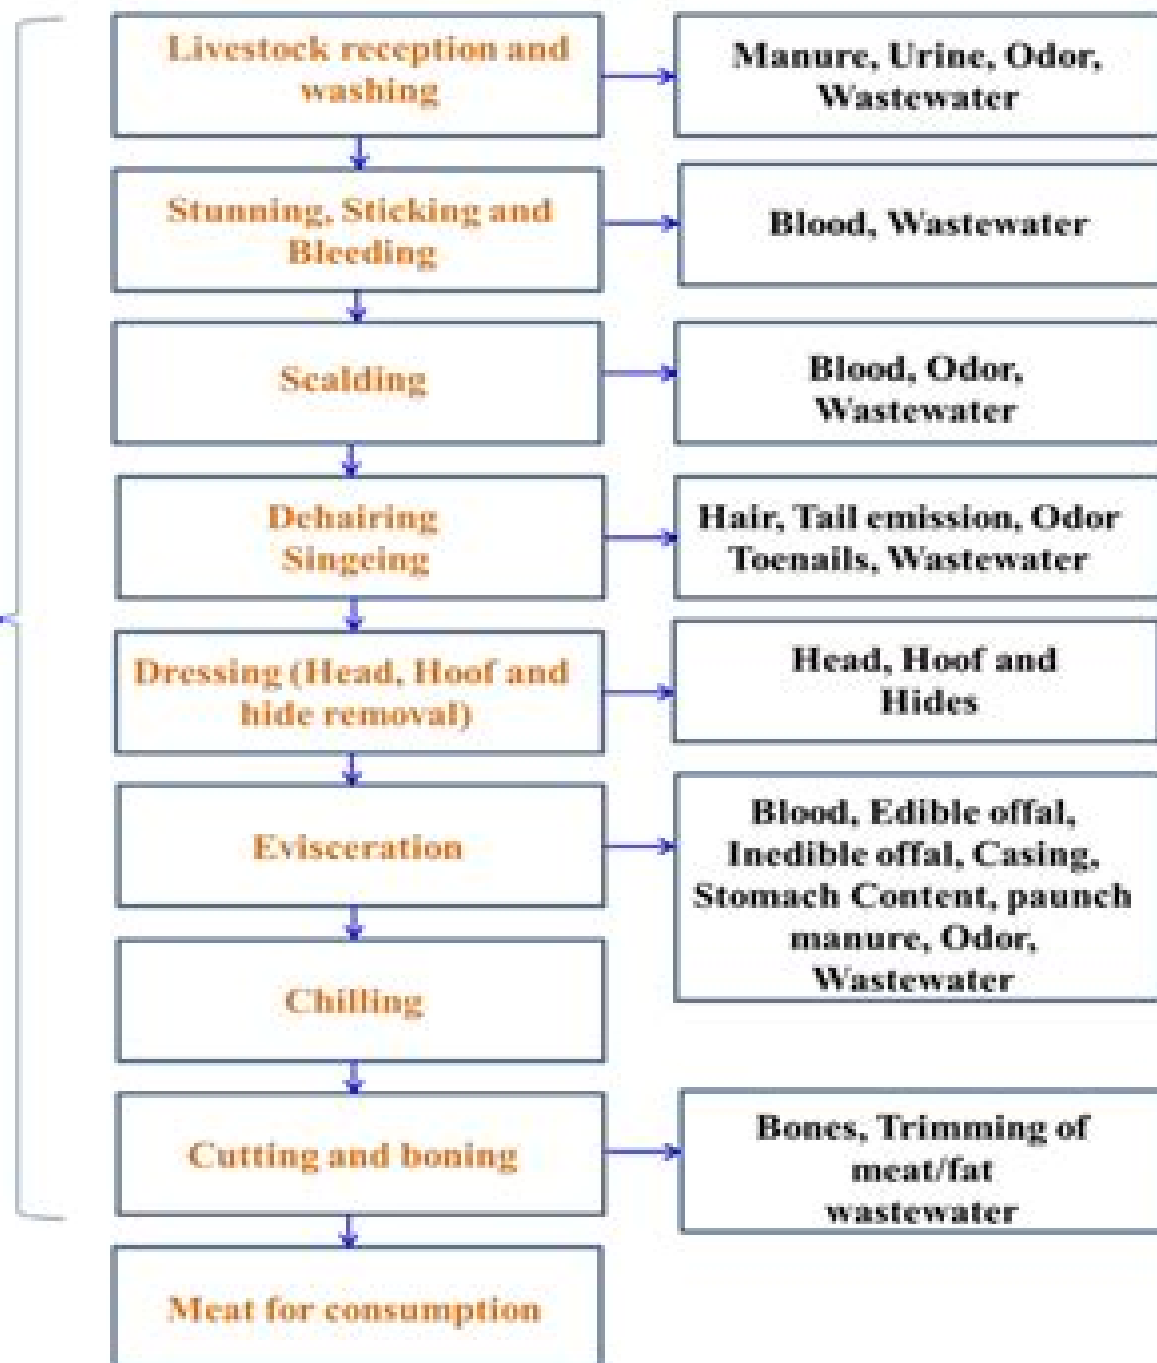 Livestock reception and
washing
Manure, Urine, Odor,
Wastewater
Stunning, Sticking and
Bleeding
Blood, Wastewater
Scalding
Blood, Odor,
Wastewater
Dehairing
Singeing
Hair, Tail emission, Odor
Toenails, Wastewater
Dressing (Head, Hoof and
hide removal)
Head, Hoof and
Hides
Evisceration
Blood, Edible offal,
Inedible offal, Casing,
Stomach Content, paunch
manure, Odor,
Wastewater
Chilling
Cutting and boning
Bones, Trimming of
meat/fat
wastewater
Meat for consumption